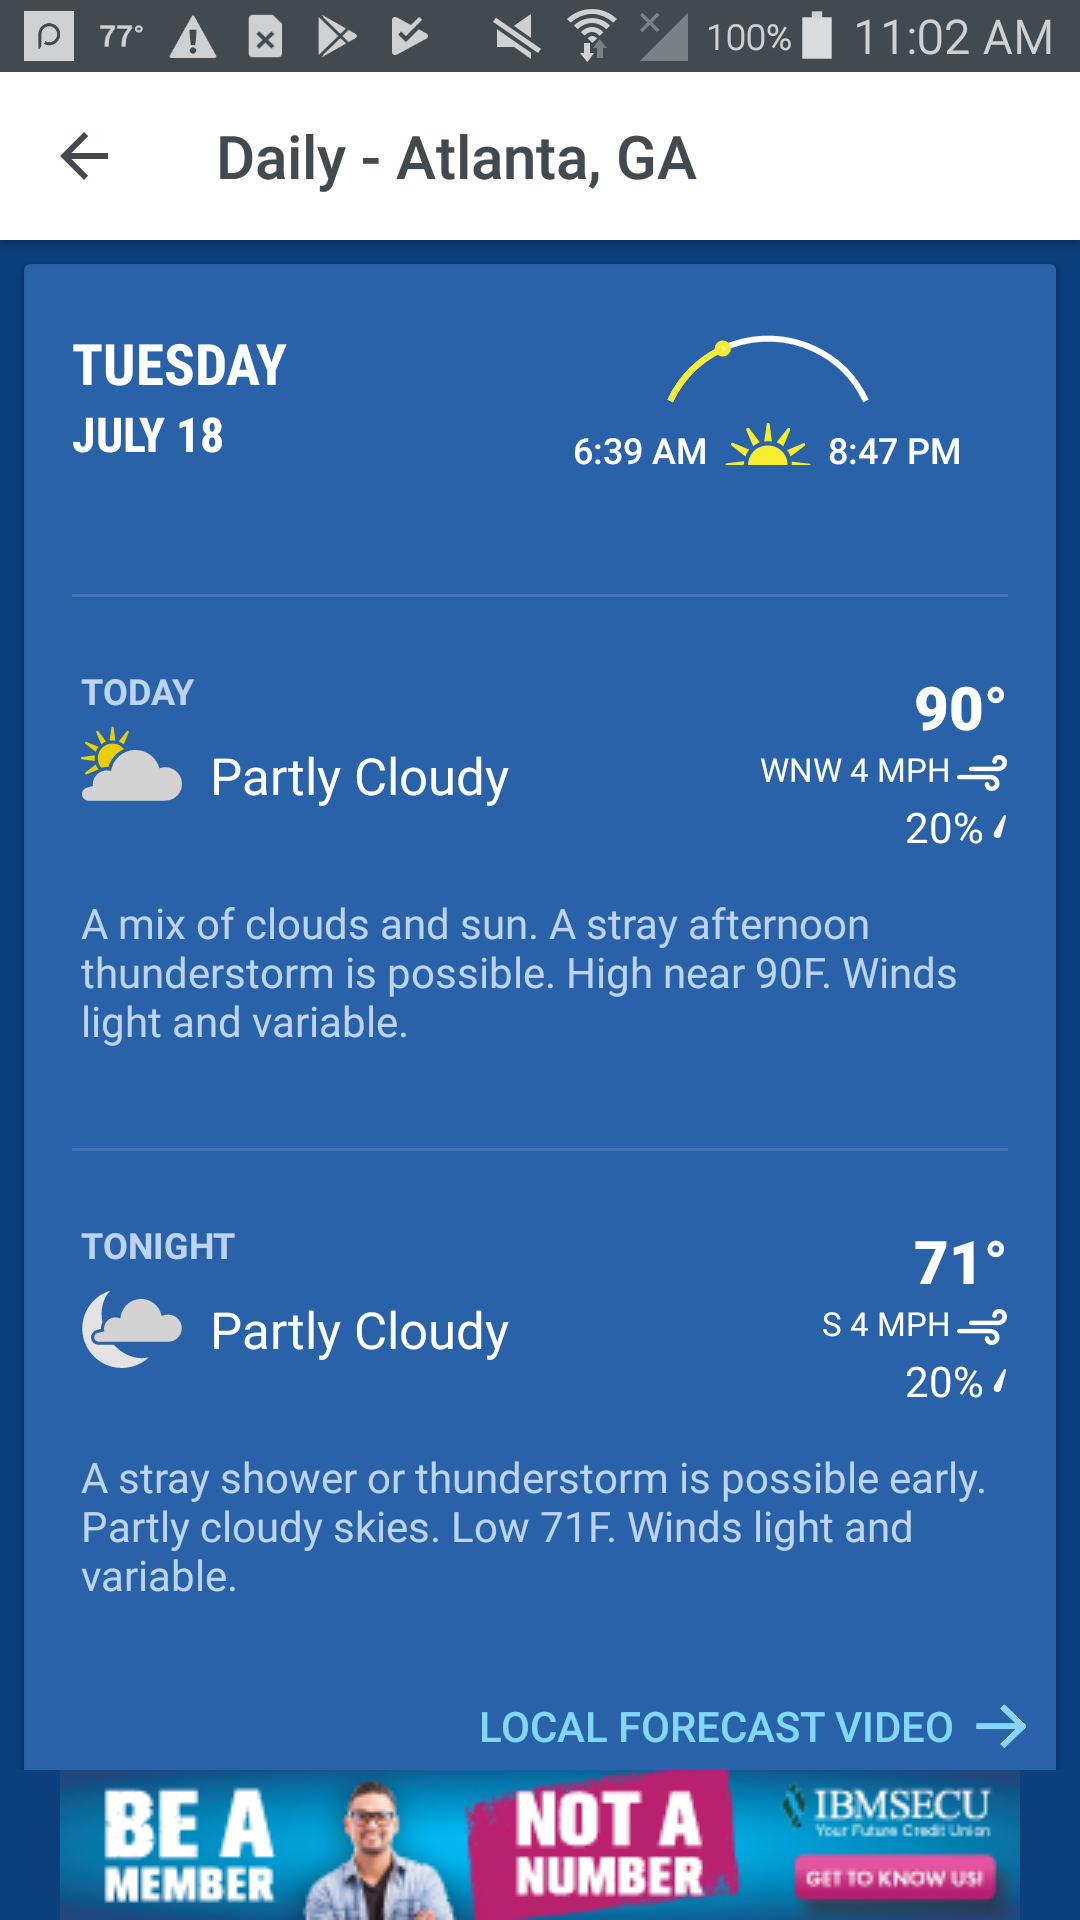 77° 100% 11:02 AM
Daily - Atlanta, GA
TUESDAY
JULY 18
6:39 AM 8:47 PM
TODAY
90°
Partly Cloudy
WNW 4 MPH
20%
A mix of clouds and sun. A stray afternoon
thunderstorm is possible. High near 90F. Winds
light and variable.
TONIGHT
71°
Partly Cloudy
S 4 MPH
20%
A stray shower or thunderstorm is possible early.
Partly cloudy skies. Low 71F. Winds light and
variable.
LOCAL FORECAST VIDEO
BE A
MEMBER
NOT A
NUMBER
IBMSECU
Your Future Credit Union
GET TO KNOW US!